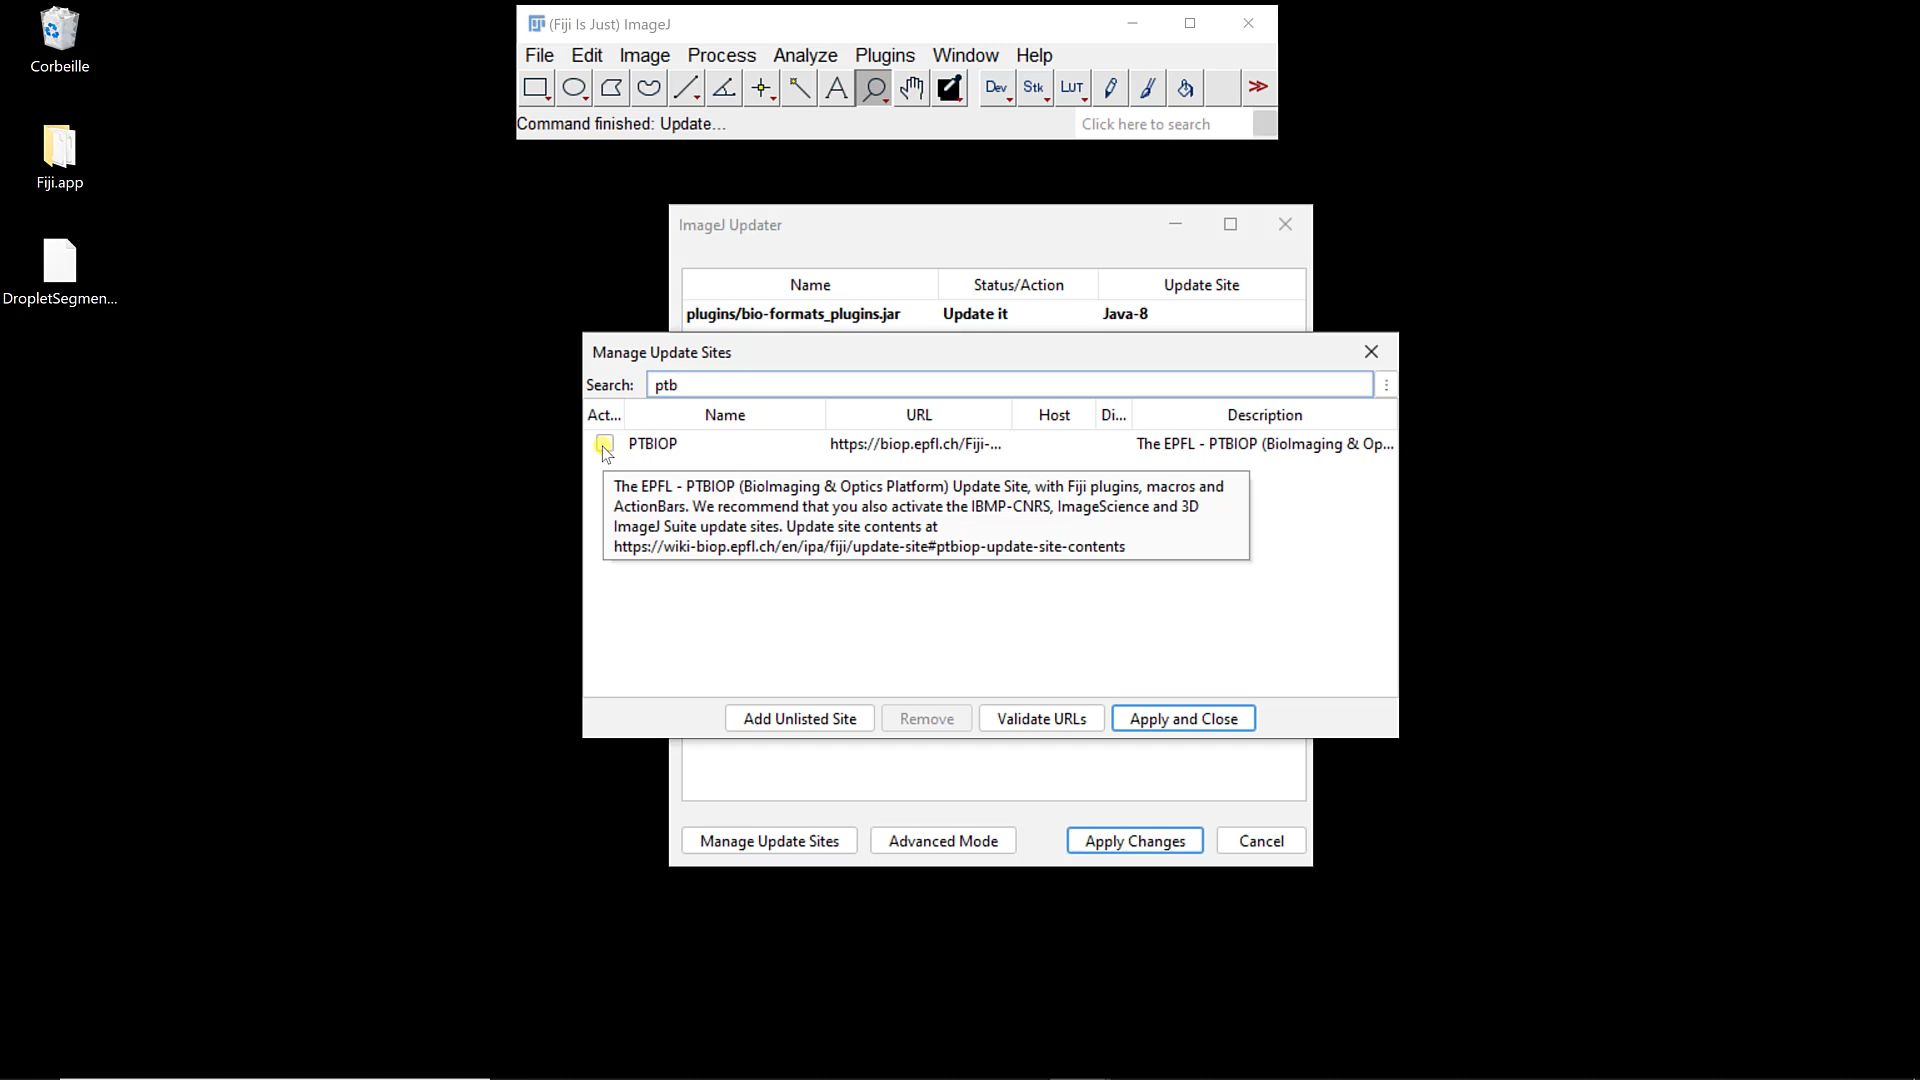 Corbeille
Fiji.app
DropletSegmen...
(Fiji Is Just) ImageJ
File Edit Image Process Analyze Plugins Window Help
Dev Stk LUT
Command finished: Update...
Click here to search
ImageJ Updater
Name Status/Action Update Site
plugins/bio-formats_plugins.jar Update it Java-8
Manage Update Sites
Search: ptb
Act... Name URL Host Di... Description
PTBIOP https://biop.epfl.ch/Fiji-... The EPFL - PTBIOP (BioImaging & Op...
The EPFL - PTBIOP (BioImaging & Optics Platform) Update Site, with Fiji plugins, macros and
ActionBars. We recommend that you also activate the IBMP-CNRS, ImageScience and 3D
ImageJ Suite update sites. Update site contents at
https://wiki-biop.epfl.ch/en/ipa/fiji/update-site#ptbiop-update-site-contents
Add Unlisted Site Remove Validate URLs Apply and Close
Manage Update Sites Advanced Mode Apply Changes Cancel